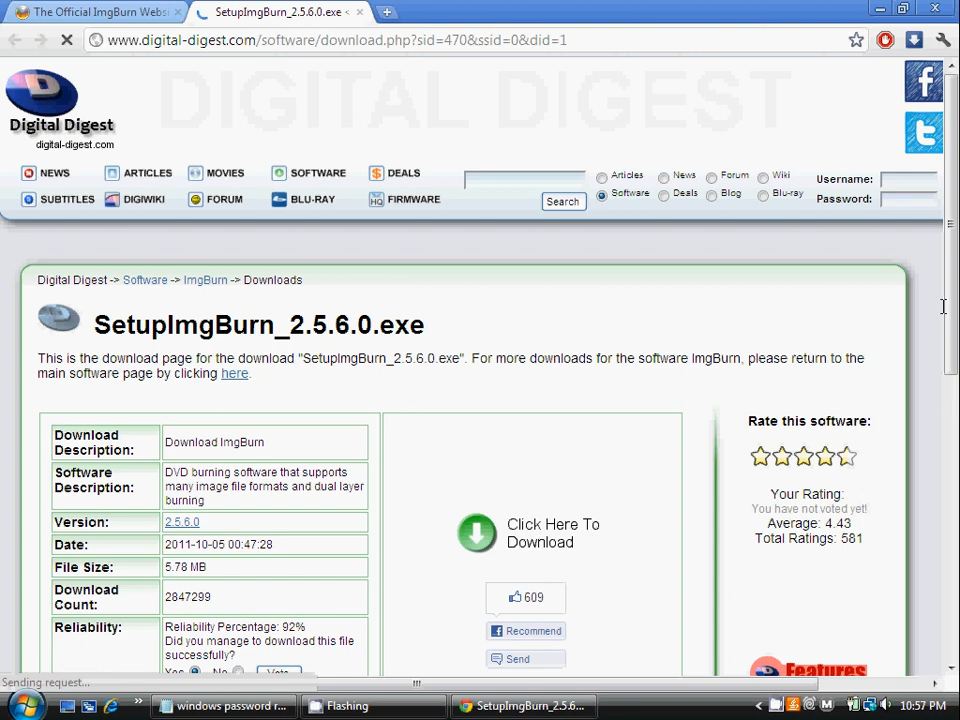 The Official ImgBurn Websi
SetupImgBurn_2.5.6.0.exe <
www.digital-digest.com/software/download.php?sid=470&ssid=0&did=1
DIGITAL DIGEST
D
Digital Digest
digital-digest.com
f
t
NEWS ARTICLES MOVIES SOFTWARE DEALS
SUBTITLES DIGIWIKI FORUM BLU-RAY FIRMWARE
Search
Articles News Forum Wiki
Software Deals Blog Blu-ray
Username:
Password:
Digital Digest -> Software -> ImgBurn -> Downloads
SetupImgBurn_2.5.6.0.exe
This is the download page for the download "SetupImgBurn_2.5.6.0.exe". For more downloads for the software ImgBurn, please return to the
main software page by clicking here.
Download Description: Download ImgBurn
Software Description: DVD burning software that supports
many image file formats and dual layer
burning
Version: 2.5.6.0
Date: 2011-10-05 00:47:28
File Size: 5.78 MB
Download Count: 2847299
Reliability: Reliability Percentage: 92%
Did you manage to download this file
successfully?
Yes No Vote
Click Here To
Download
609
Recommend
Send
Rate this software:
Your Rating:
You have not voted yet!
Average: 4.43
Total Ratings: 581
Features
Sending request...
windows password r...
Flashing
SetupImgBurn_2.5.6...
10:57 PM